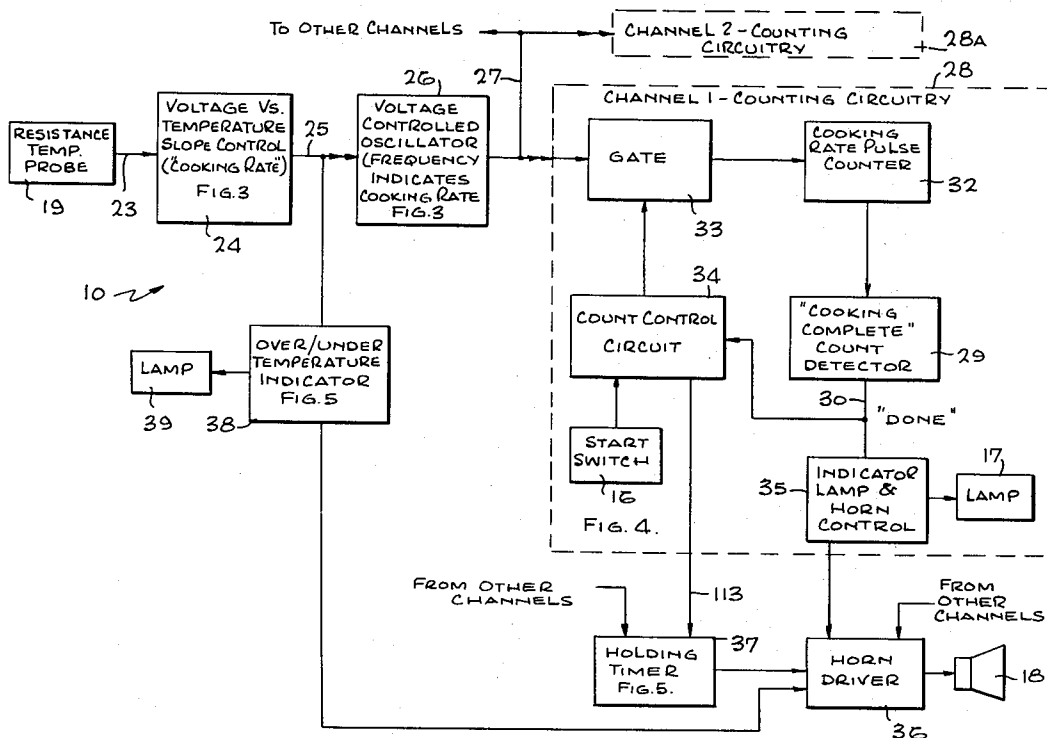 TO OTHER CHANNELS
CHANNEL 2-COUNTING
CIRCUITRY
28A
27
28
26
CHANNEL 1-COUNTING CIRCUITRY
RESISTANCE
TEMP.
PROBE
19
23
VOLTAGE VS.
TEMPERATURE
SLOPE CONTROL
("COOKING RATE")
FIG.3
24
25
VOLTAGE
CONTROLLED
OSCILLATOR
(FREQUENCY
INDICATES
COOKING RATE
FIG.3
GATE
33
COOKING
RATE PULSE
COUNTER
32
10
34
COUNT CONTROL
CIRCUIT
"COOKING
COMPLETE"
COUNT
DETECTOR
29
30
"DONE"
LAMP
39
OVER/UNDER
TEMPERATURE
INDICATOR
FIG.5
38
START
SWITCH
16
FIG. 4.
35
INDICATOR
LAMP &
HORN
CONTROL
17
LAMP
FROM OTHER
CHANNELS
113
FROM
OTHER
CHANNELS
37
HOLDING
TIMER
FIG.5.
HORN
DRIVER
36
18